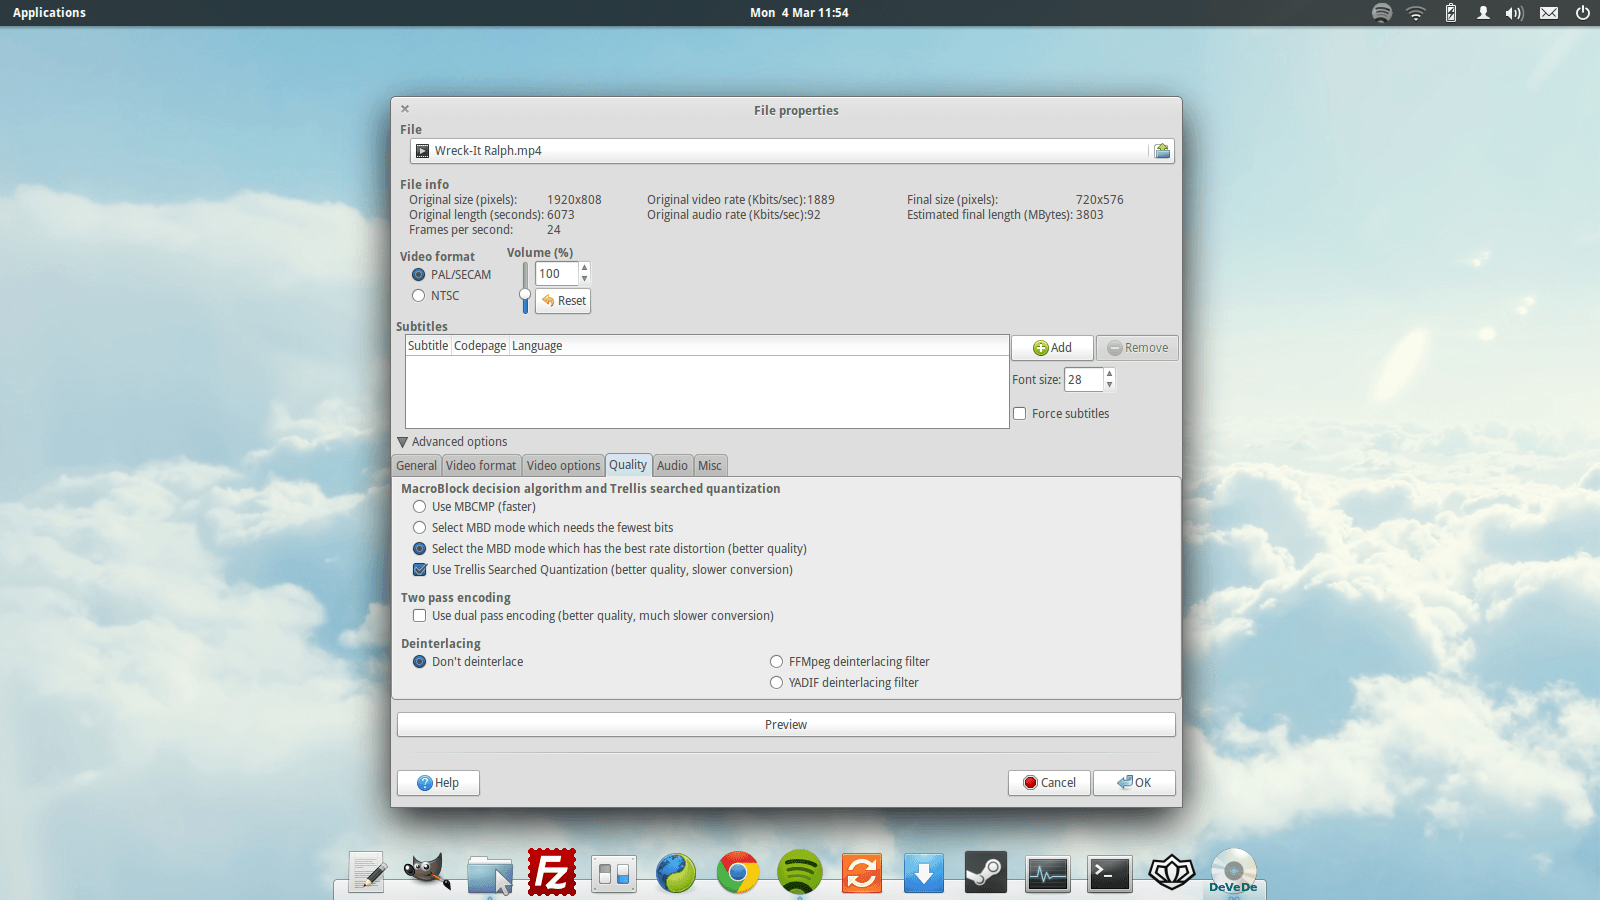 Applications
Mon 4 Mar 11:54
File properties
File
Wreck-It Ralph.mp4
File info
Original size (pixels): 1920x808 Original video rate (Kbits/sec):1889 Final size (pixels): 720x576
Original length (seconds): 6073 Original audio rate (Kbits/sec):92 Estimated final length (MBytes): 3803
Frames per second: 24
Video format Volume (%)
PAL/SECAM 100
NTSC Reset
Subtitles
Subtitle Codepage Language
Add Remove
Font size: 28
Force subtitles
Advanced options
General Video format Video options Quality Audio Misc
MacroBlock decision algorithm and Trellis searched quantization
Use MBCMP (faster)
Select MBD mode which needs the fewest bits
Select the MBD mode which has the best rate distortion (better quality)
Use Trellis Searched Quantization (better quality, slower conversion)
Two pass encoding
Use dual pass encoding (better quality, much slower conversion)
Deinterlacing
Don't deinterlace FFMpeg deinterlacing filter
YADIF deinterlacing filter
Preview
Help Cancel OK
Fz
>_
DeVeDe